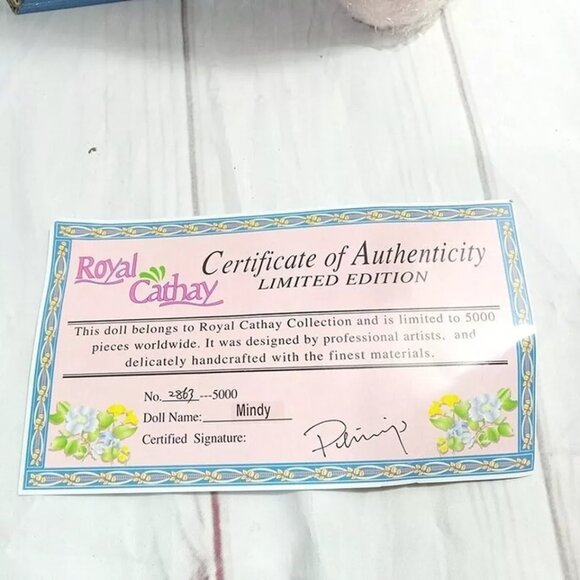 Royal Cathay
Certificate of Authenticity
LIMITED EDITION
This doll belongs to Royal Cathay Collection and is limited to 5000
pieces worldwide. It was designed by professional artists, and
delicately handcrafted with the finest materials.
No. 2863---5000
Doll Name: Mindy
Certified Signature: